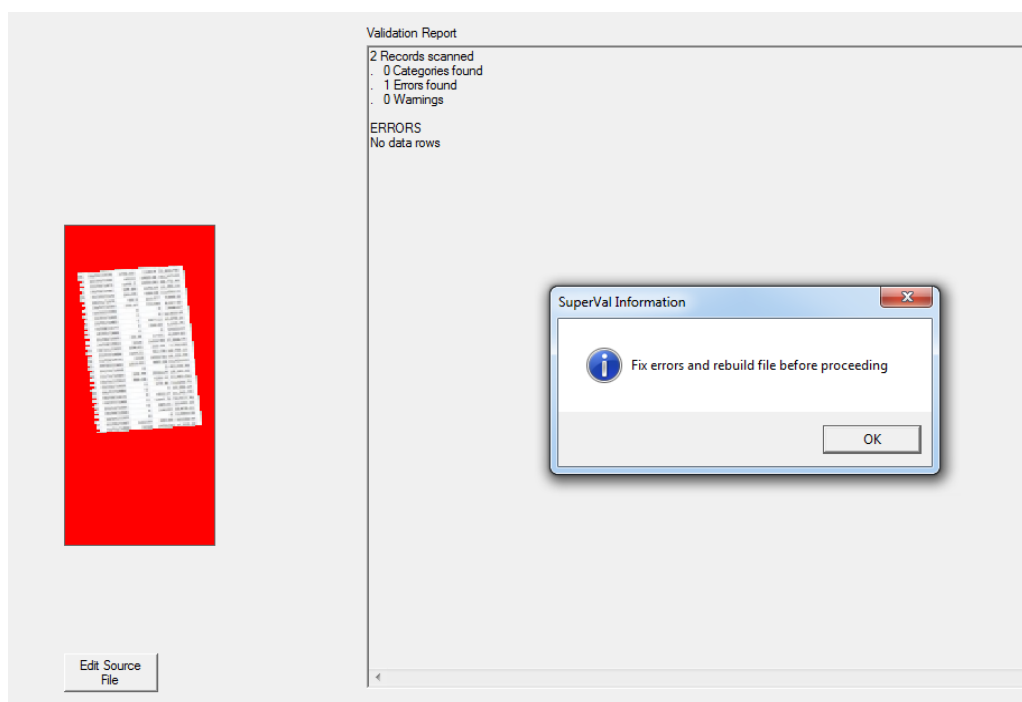 Validation Report
2 Records scanned
.   0 Categories found
.   1 Errors found
.   0 Warnings
ERRORS
No data rows
SuperVal Information
Fix errors and rebuild file before proceeding
OK
Edit Source
File